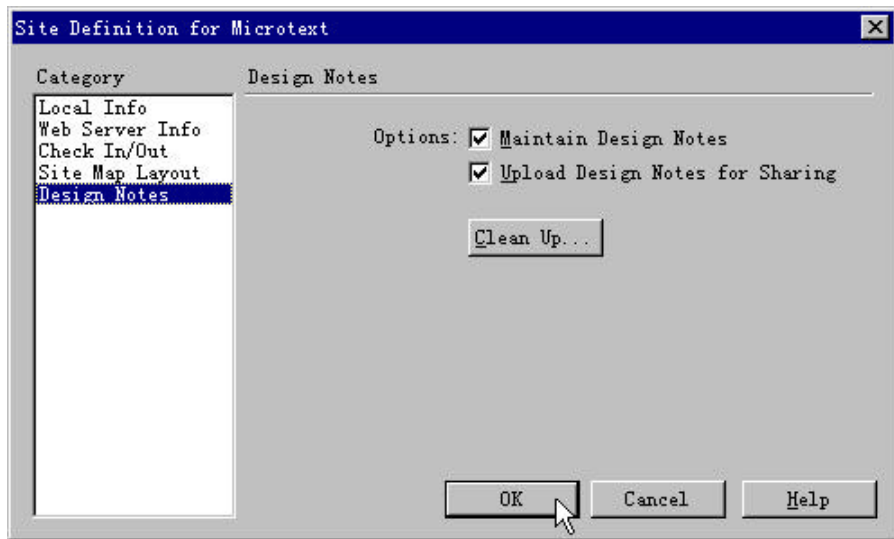 Site Definition for Microtext
Category
Design Notes
Local Info
Web Server Info
Check In/Out
Site Map Layout
Design Notes
Options:
Maintain Design Notes
Upload Design Notes for Sharing
Clean Up...
OK
Cancel
Help